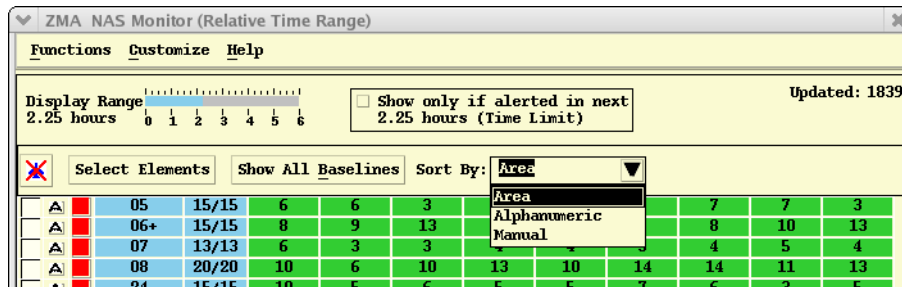 ZMA NAS Monitor (Relative Time Range)
Functions Customize Help
Display Range
2.25 hours
0 1 2 3 4 5 6
Show only if alerted in next
2.25 hours (Time Limit)
Updated: 1839
Select Elements Show All Baselines Sort By: Area
Area
Alphanumeric
Manual
A 05 15/15 6 6 3 7 7 3
A 06+ 15/15 8 9 13 8 10 13
A 07 13/13 6 3 3 4 5 4
A 08 20/20 10 6 10 13 10 14 14 11 13